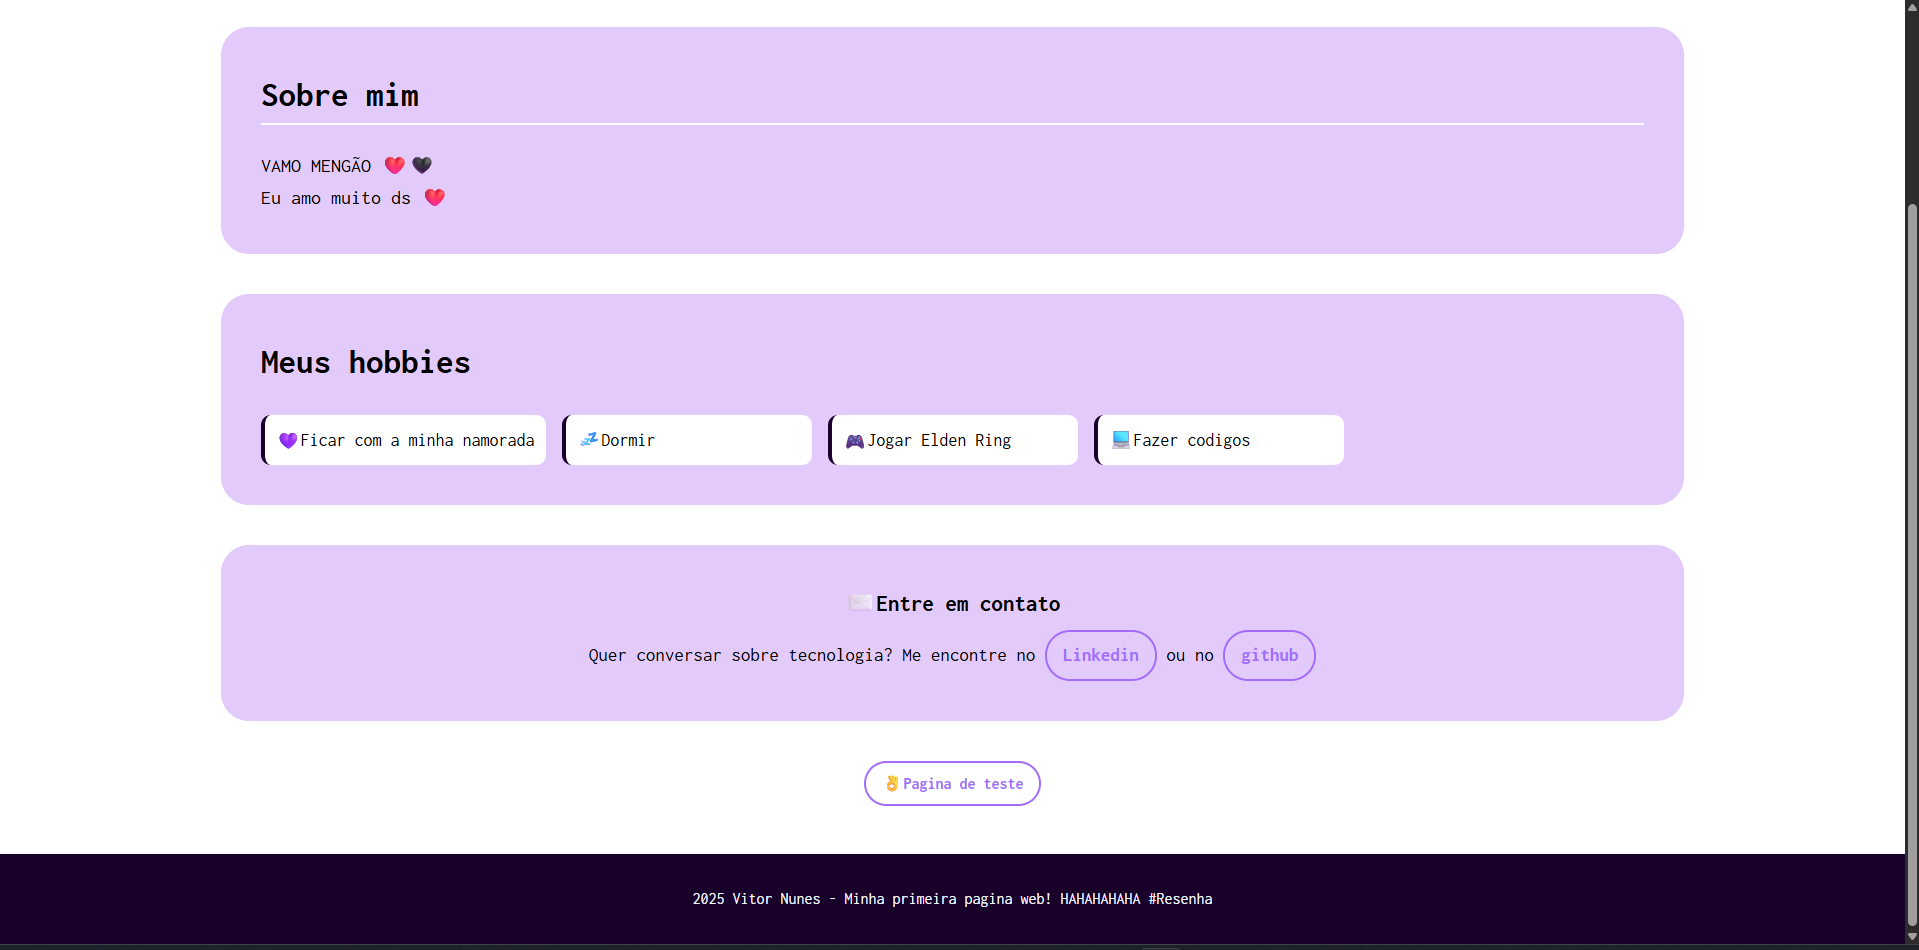 Sobre mim
VAMO MENGÃO ❤️🖤
Eu amo muito ds ❤️
Meus hobbies
💜Ficar com a minha namorada
💤Dormir
🎮Jogar Elden Ring
💻Fazer codigos
✉️Entre em contato
Quer conversar sobre tecnologia? Me encontre no Linkedin ou no github
👌Pagina de teste
2025 Vitor Nunes - Minha primeira pagina web! HAHAHAHAHA #Resenha